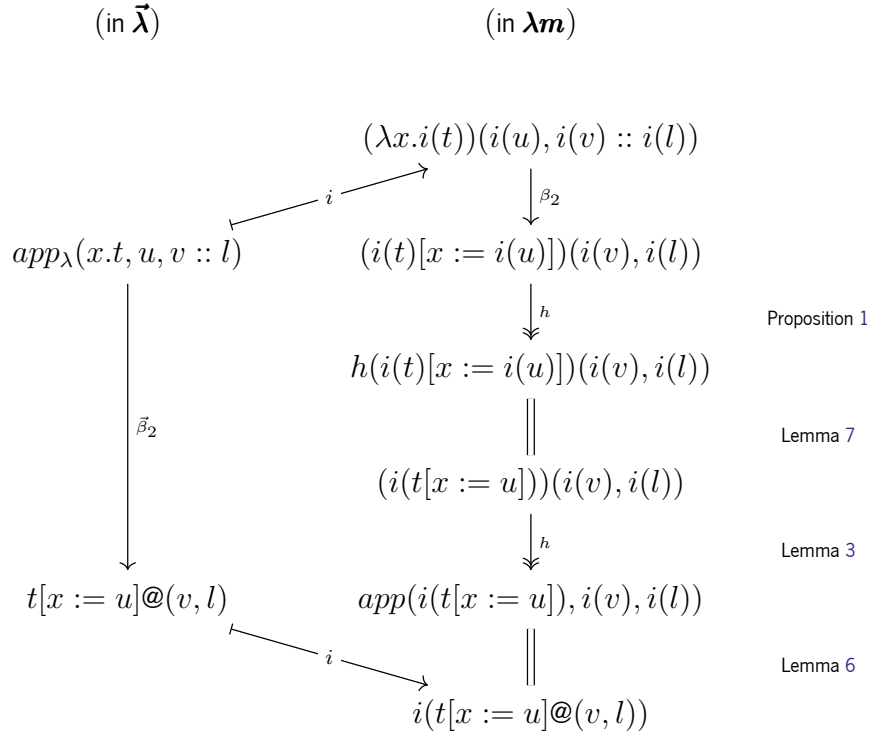 (in λ⃗) (in λm)
(λx.i(t))(i(u), i(v) :: i(l))
i β₂
app_λ(x.t, u, v :: l) (i(t)[x := i(u)])(i(v), i(l))
h Proposition 1
h(i(t)[x := i(u)])(i(v), i(l))
β⃗₂ Lemma 7
(i(t[x := u]))(i(v), i(l))
h Lemma 3
t[x := u]@(v, l) app(i(t[x := u]), i(v), i(l))
i Lemma 6
i(t[x := u]@(v, l))